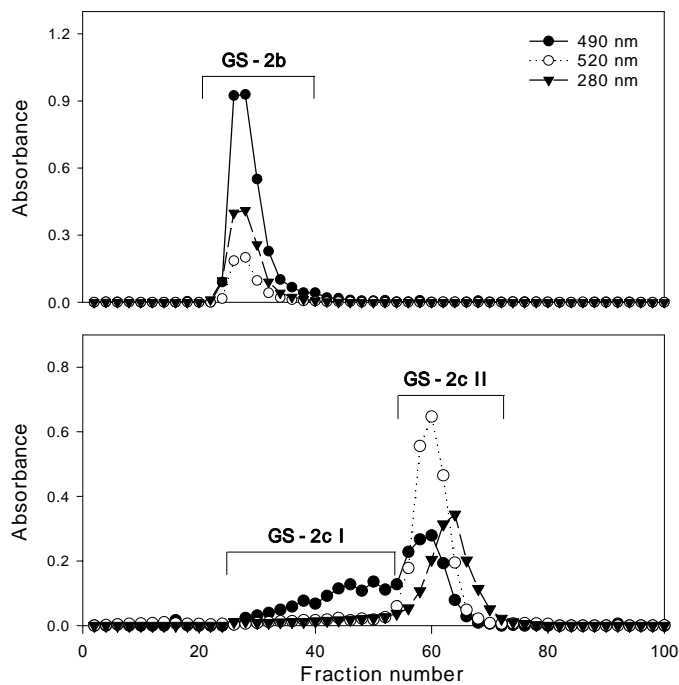 1.2
0.9
0.6
0.3
0.0
Absorbance
GS - 2b
490 nm
520 nm
280 nm
0.8
0.6
0.4
0.2
0.0
Absorbance
GS - 2c I
GS - 2c II
0 20 40 60 80 100
Fraction number